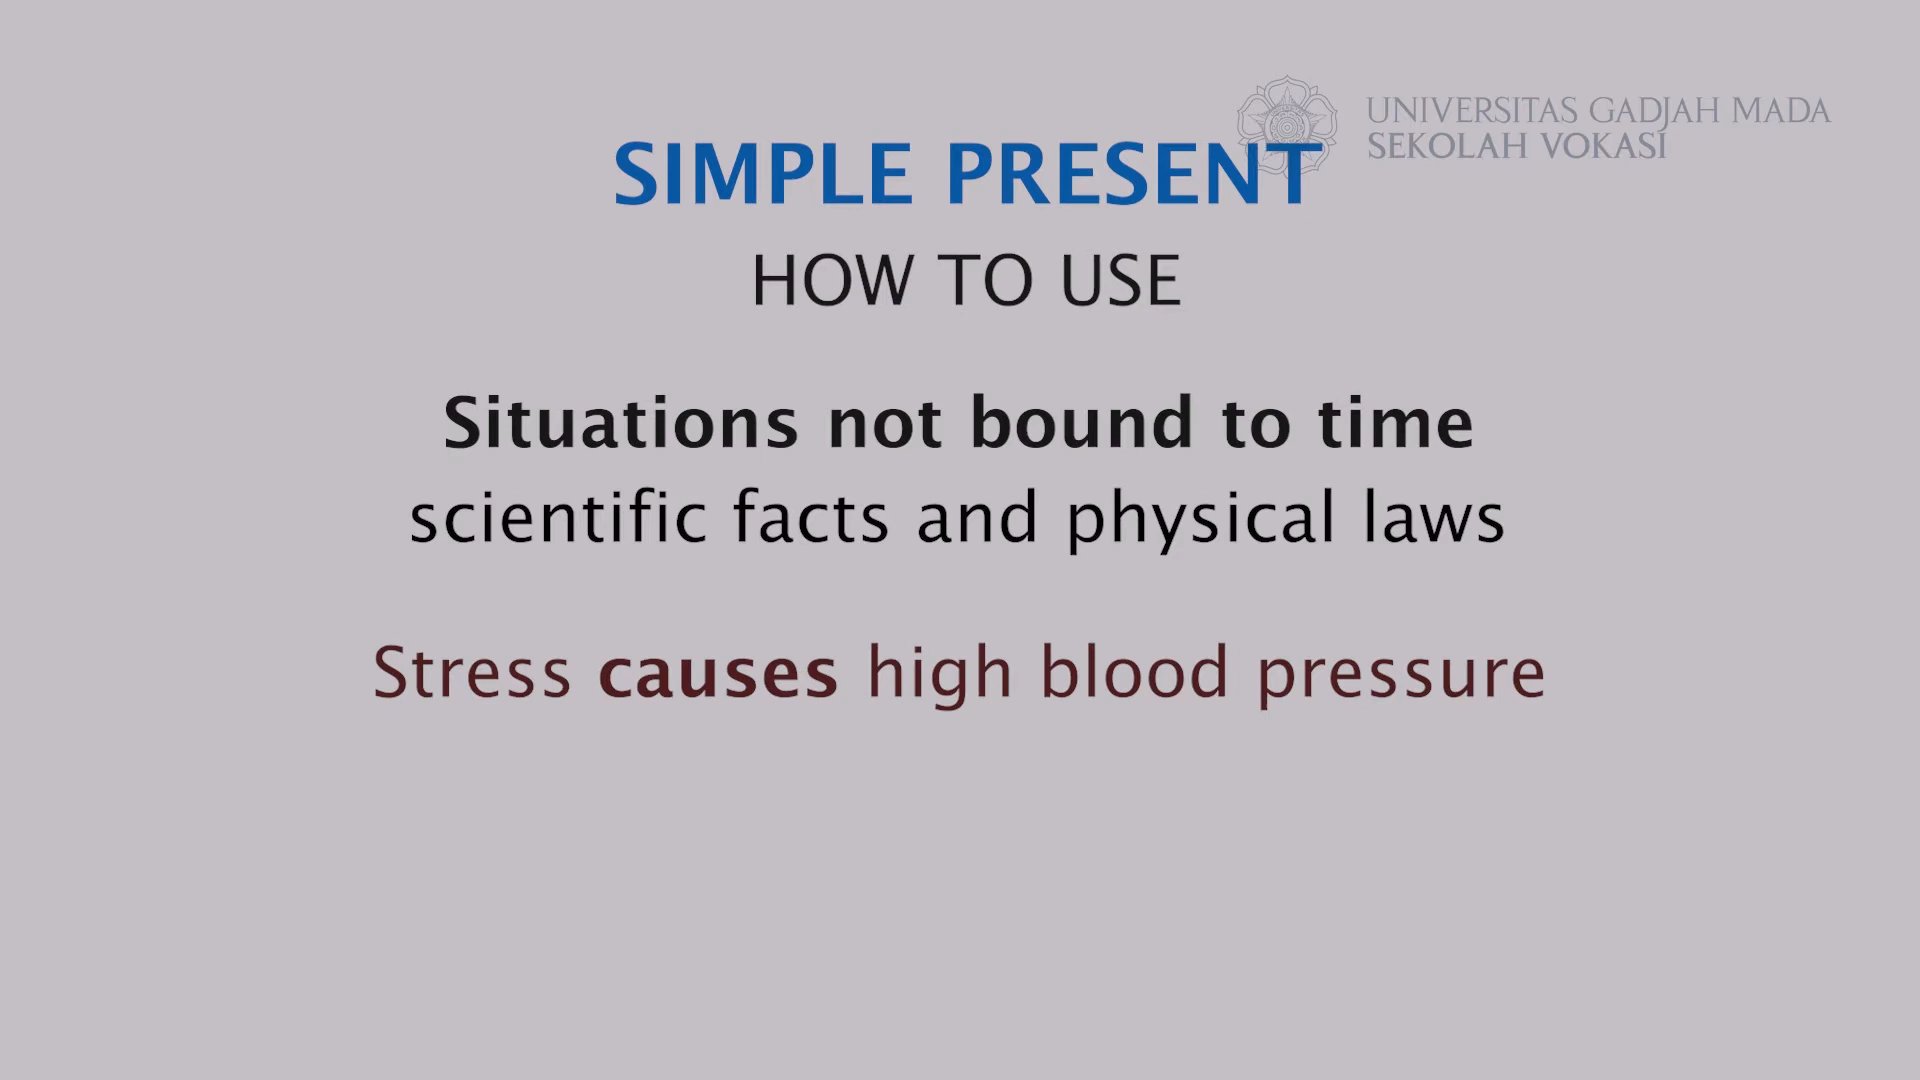 UNIVERSITAS GADJAH MADA
SEKOLAH VOKASI
SIMPLE PRESENT
HOW TO USE
Situations not bound to time
scientific facts and physical laws
Stress causes high blood pressure